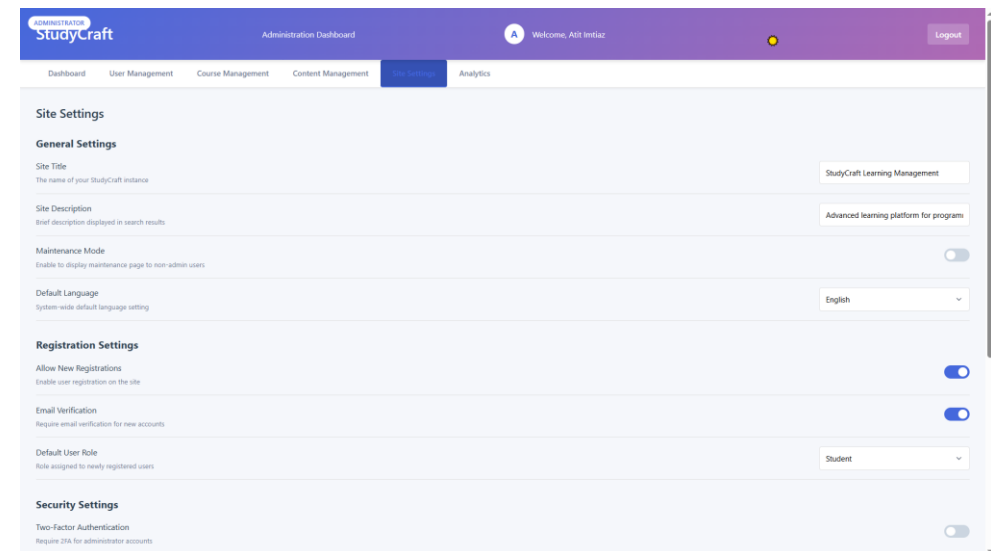 ADMINISTRATOR
StudyCraft
Administration Dashboard
A
Welcome, Atit Imtiaz
Logout
Dashboard User Management Course Management Content Management Site Settings Analytics
Site Settings
General Settings
Site Title
The name of your StudyCraft instance
StudyCraft Learning Management
Site Description
Brief description displayed in search results
Advanced learning platform for program
Maintenance Mode
Enable to display maintenance page to non-admin users
Default Language
System-wide default language setting
English
Registration Settings
Allow New Registrations
Enable user registration on the site
Email Verification
Require email verification for new accounts
Default User Role
Role assigned to newly registered users
Student
Security Settings
Two-Factor Authentication
Require 2FA for administrator accounts